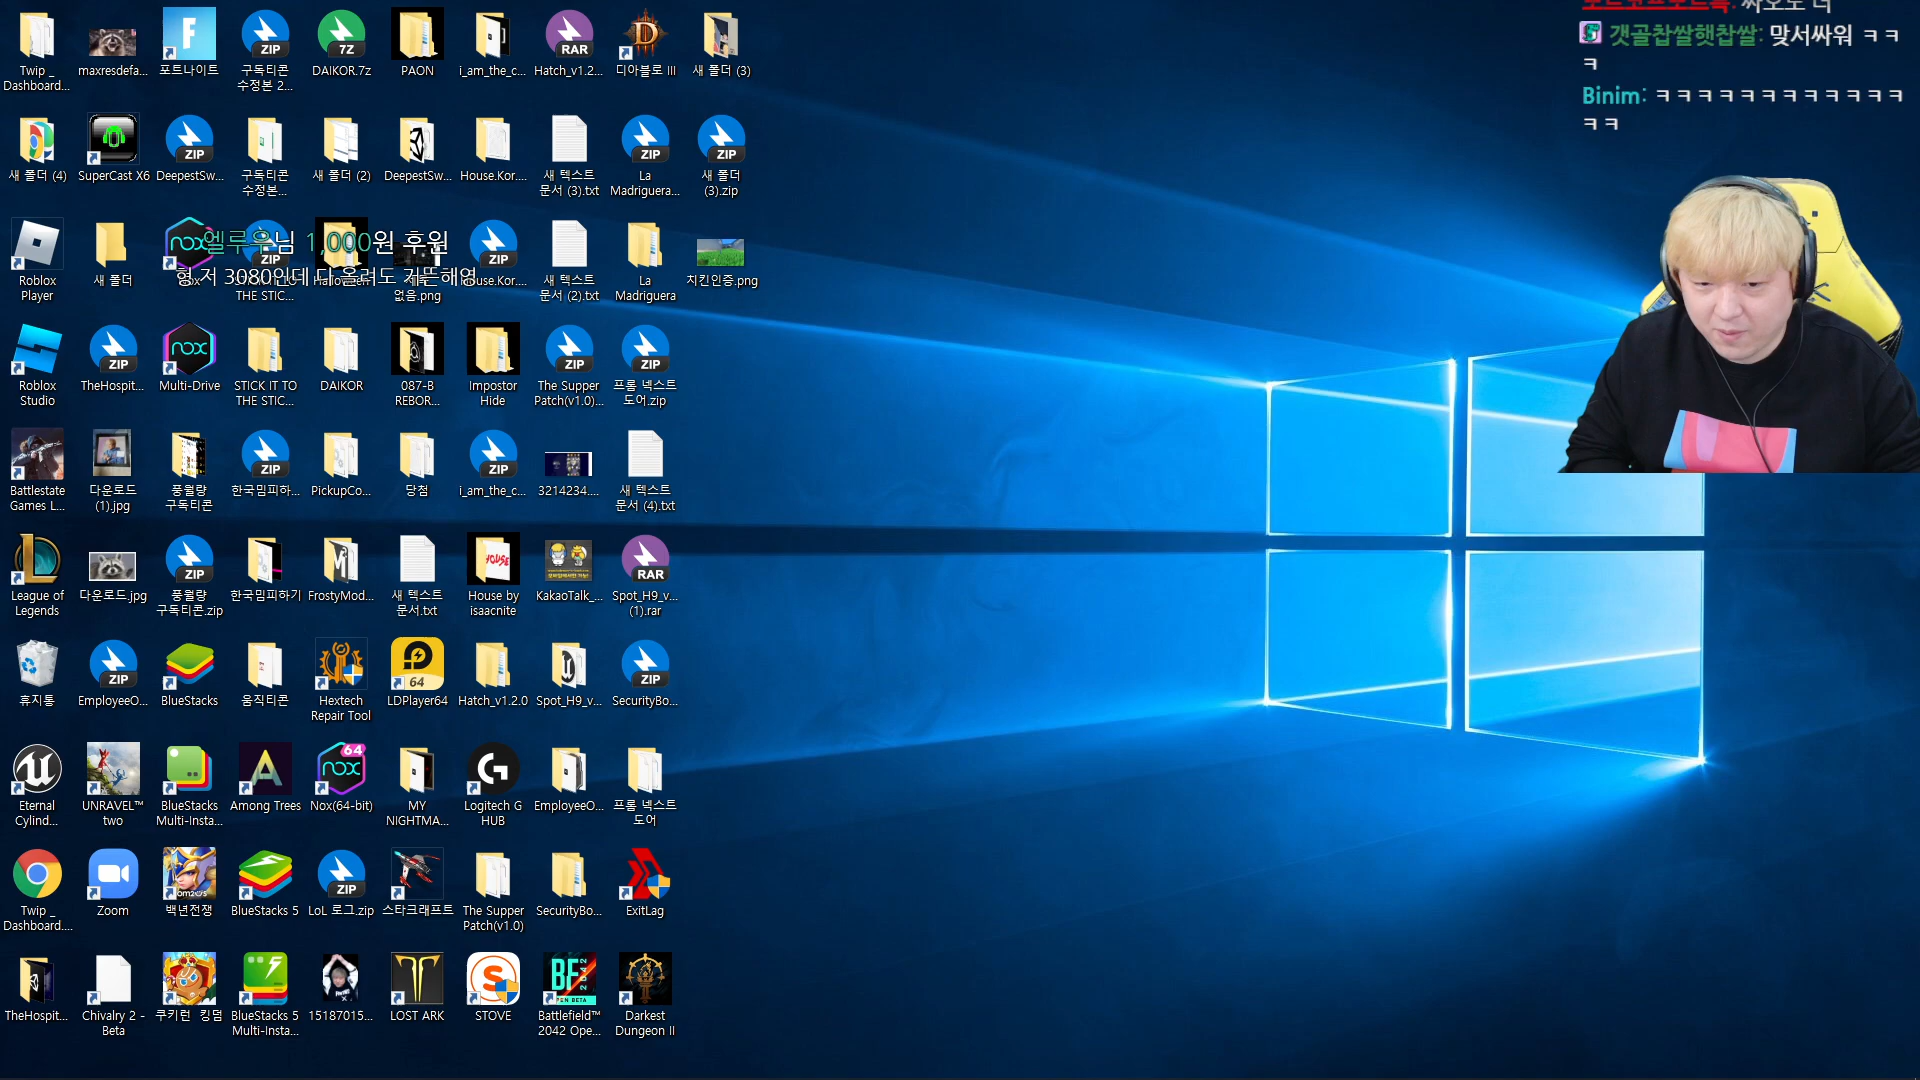 Twip _
Dashboard...
maxresdefa...
포트나이트
구독티콘
수정본 2...
DAIKOR.7z
PAON
i_am_the_c...
Hatch_v1.2...
디아블로 III
새 폴더 (3)
새 폴더 (4)
SuperCast X6
DeepestSw...
구독티콘
수정본...
새 폴더 (2)
DeepestSw...
House.Kor....
새 텍스트
문서 (3).txt
La
Madriguera...
새 폴더
(3).zip
Roblox
Player
새 폴더
엘루우님 1,000원 후원
형 저 3080인데 다 올려도 거뜬해영
THE STIC...
없음.png
House.Kor....
새 텍스트
문서 (2).txt
La
Madriguera
치킨인증.png
Roblox
Studio
TheHospit...
Multi-Drive
STICK IT TO
THE STIC...
DAIKOR
087-B
REBOR...
Impostor
Hide
The Supper
Patch(v1.0)...
프롬 넥스트
도어.zip
Battlestate
Games L...
다운로드
(1).jpg
풍월량
구독티콘
한국밈피하...
PickupCo...
당첨
i_am_the_c...
3214234....
새 텍스트
문서 (4).txt
League of
Legends
다운로드.jpg
풍월량
구독티콘.zip
한국밈피하기
FrostyMod...
새 텍스트
문서.txt
House by
isaacnite
KakaoTalk_...
Spot_H9_v...
(1).rar
휴지통
EmployeeO...
BlueStacks
움직티콘
Hextech
Repair Tool
LDPlayer64
Hatch_v1.2.0
Spot_H9_v...
SecurityBo...
Eternal
Cylind...
UNRAVEL™
two
BlueStacks
Multi-Insta...
Among Trees
Nox(64-bit)
MY
NIGHTMA...
Logitech G
HUB
EmployeeO...
프롬 넥스트
도어
Twip _
Dashboard....
Zoom
백년전쟁
BlueStacks 5
LoL 로그.zip
스타크래프트
The Supper
Patch(v1.0)
SecurityBo...
ExitLag
TheHospit...
Chivalry 2 -
Beta
쿠키런 킹덤
BlueStacks 5
Multi-Insta...
15187015...
LOST ARK
STOVE
Battlefield™
2042 Ope...
Darkest
Dungeon II
갯골찹쌀햇찹쌀: 맞서싸워 ㅋㅋ
ㅋ
Binim: ㅋㅋㅋㅋㅋㅋㅋㅋㅋㅋㅋㅋ
ㅋㅋ